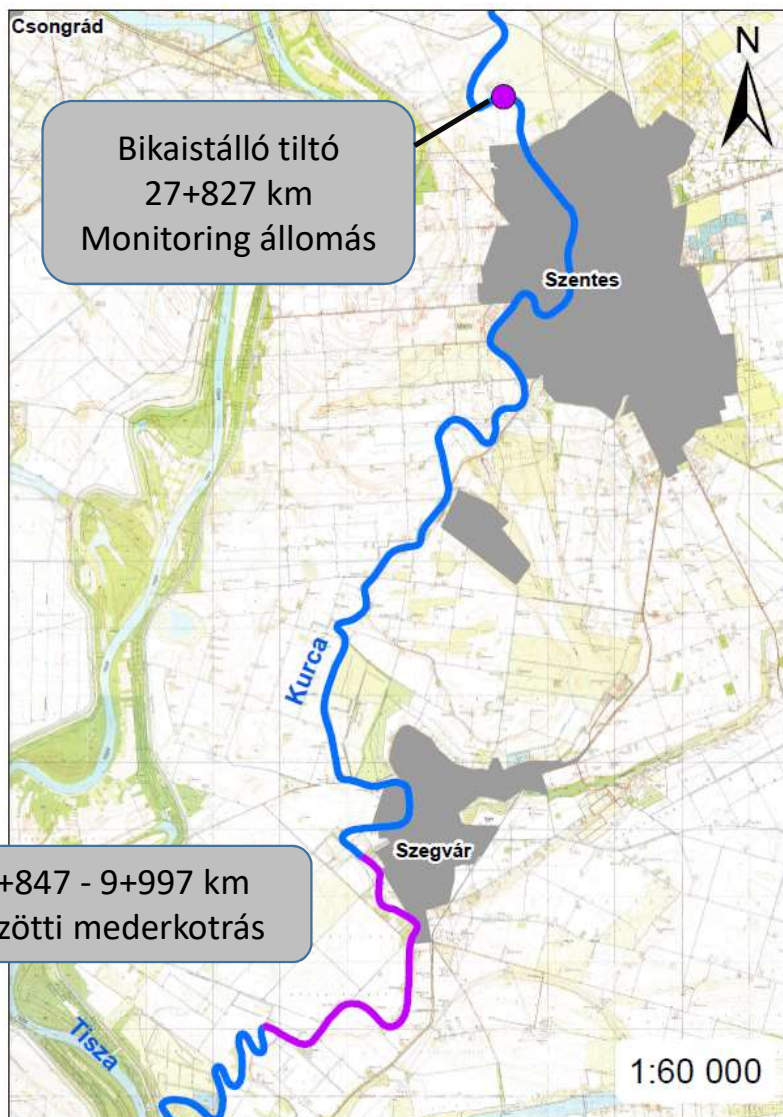 Csongrád
N
Bikaistálló tiltó
27+827 km
Monitoring állomás
Szentes
Kurca
Szegvár
+847 - 9+997 km
zötti mederkotrás
Tisza
1:60 000